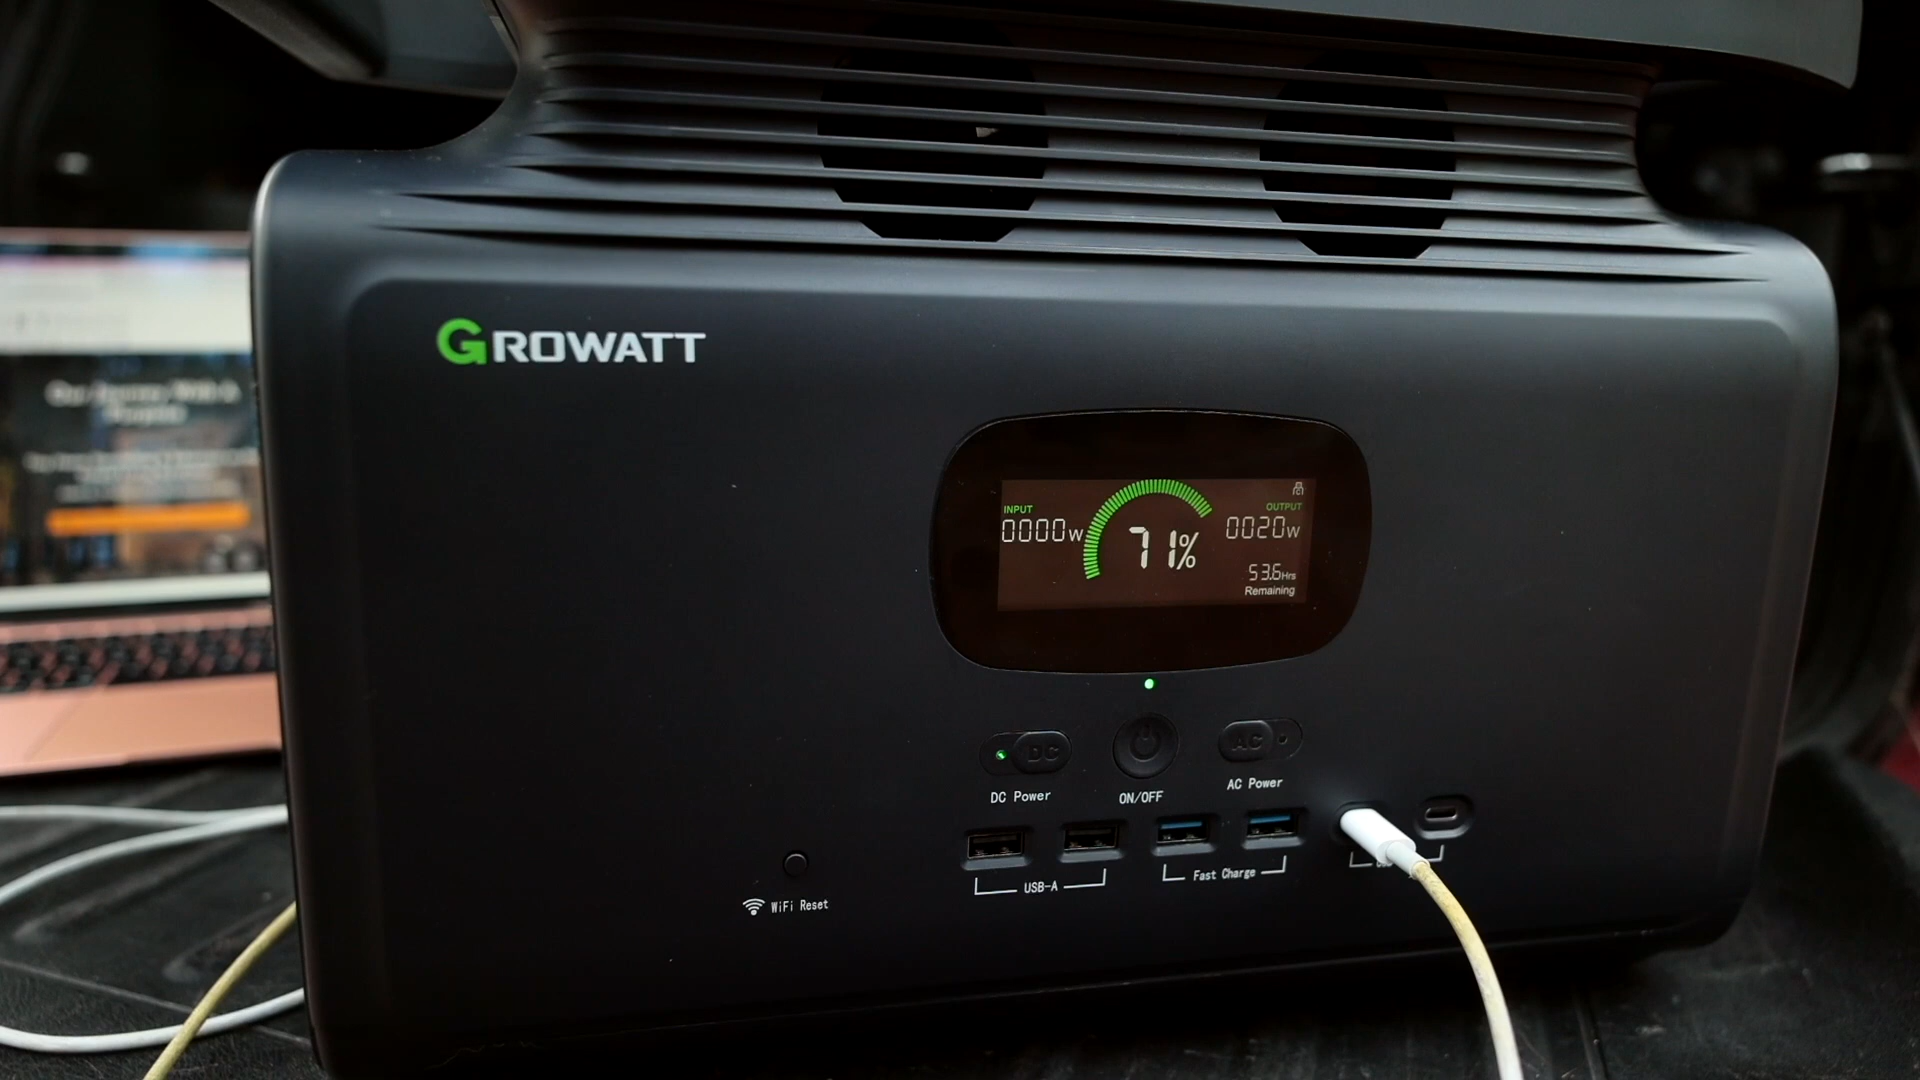 GROWATT
INPUT
0000W
71%
OUTPUT
0020W
53.6Hrs
Remaining
DC
AC
DC Power
ON/OFF
AC Power
USB-A
Fast Charge
WiFi Reset